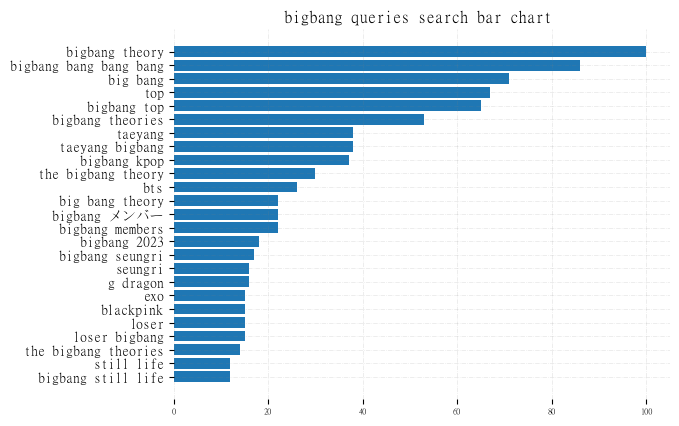 bigbang queries search bar chart
bigbang theory
bigbang bang bang bang
big bang
top
bigbang top
bigbang theories
taeyang
taeyang bigbang
bigbang kpop
the bigbang theory
bts
big bang theory
bigbang メンバー
bigbang members
bigbang 2023
bigbang seungri
seungri
g dragon
exo
blackpink
loser
loser bigbang
the bigbang theories
still life
bigbang still life
0 20 40 60 80 100